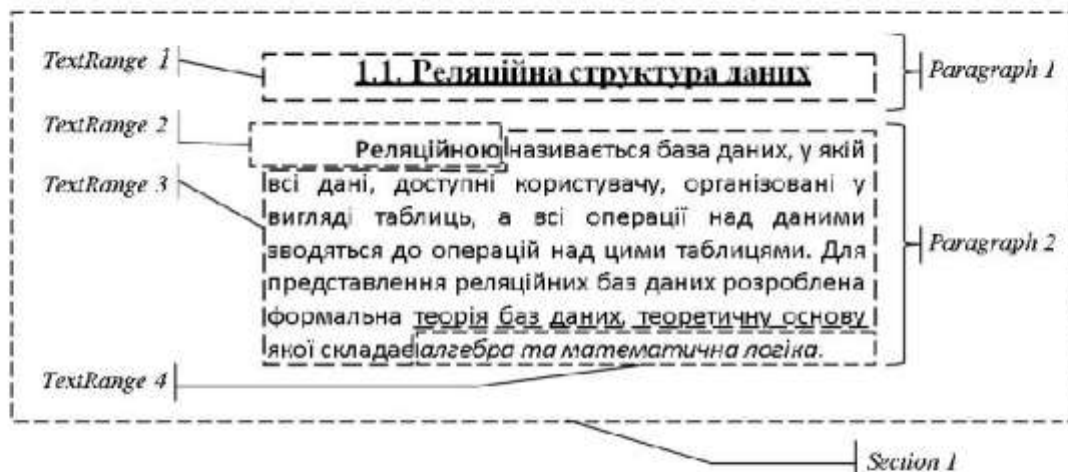 TextRange 1
1.1. Реляційна структура даних
Paragraph 1
TextRange 2
Реляційною називається база даних, у якій
TextRange 3
всі дані, доступні користувачу, організовані у
вигляді таблиць, а всі операції над даними
зводяться до операцій над цими таблицями. Для
Paragraph 2
представлення реляційних баз даних розроблена
формальна теорія баз даних, теоретичну основу
якої складає алгебра та математична логіка.
TextRange 4
Section 1